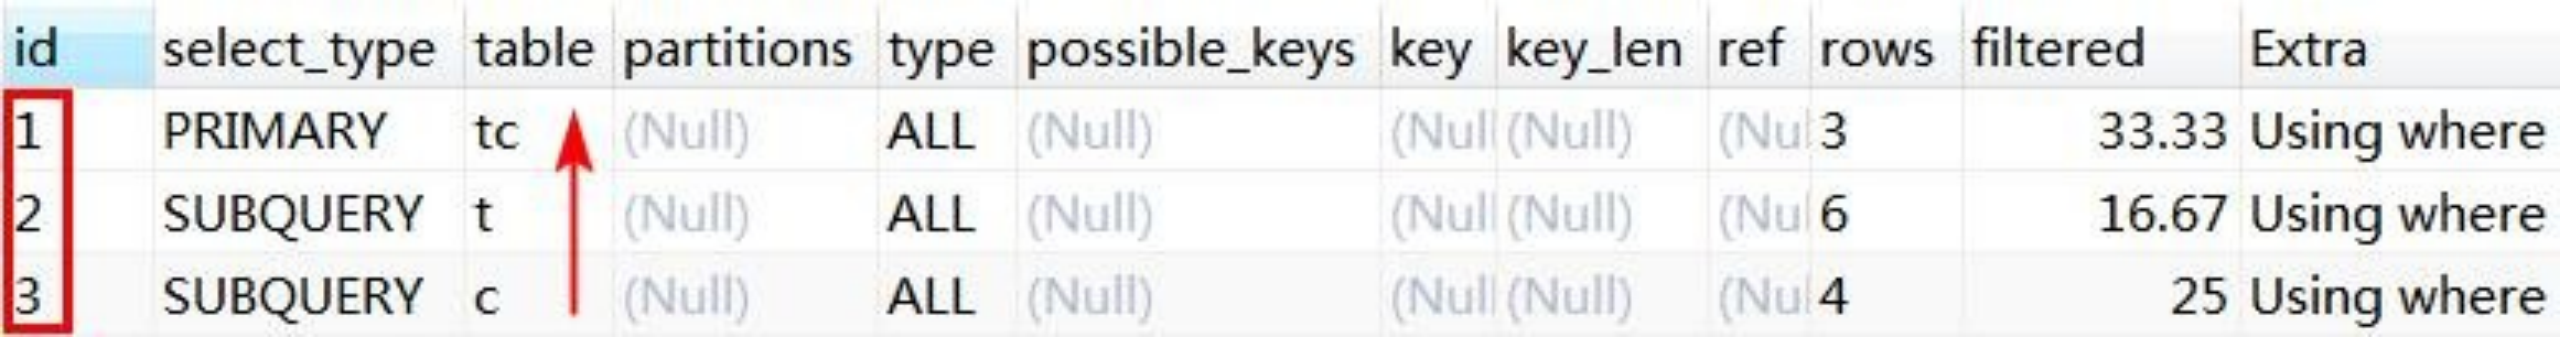 id select_type table partitions type possible_keys key key_len ref rows filtered Extra
1 PRIMARY tc (Null) ALL (Null) (Nul (Null) (Nu 3 33.33 Using where
2 SUBQUERY t (Null) ALL (Null) (Nul (Null) (Nu 6 16.67 Using where
3 SUBQUERY c (Null) ALL (Null) (Nul (Null) (Nu 4 25 Using where